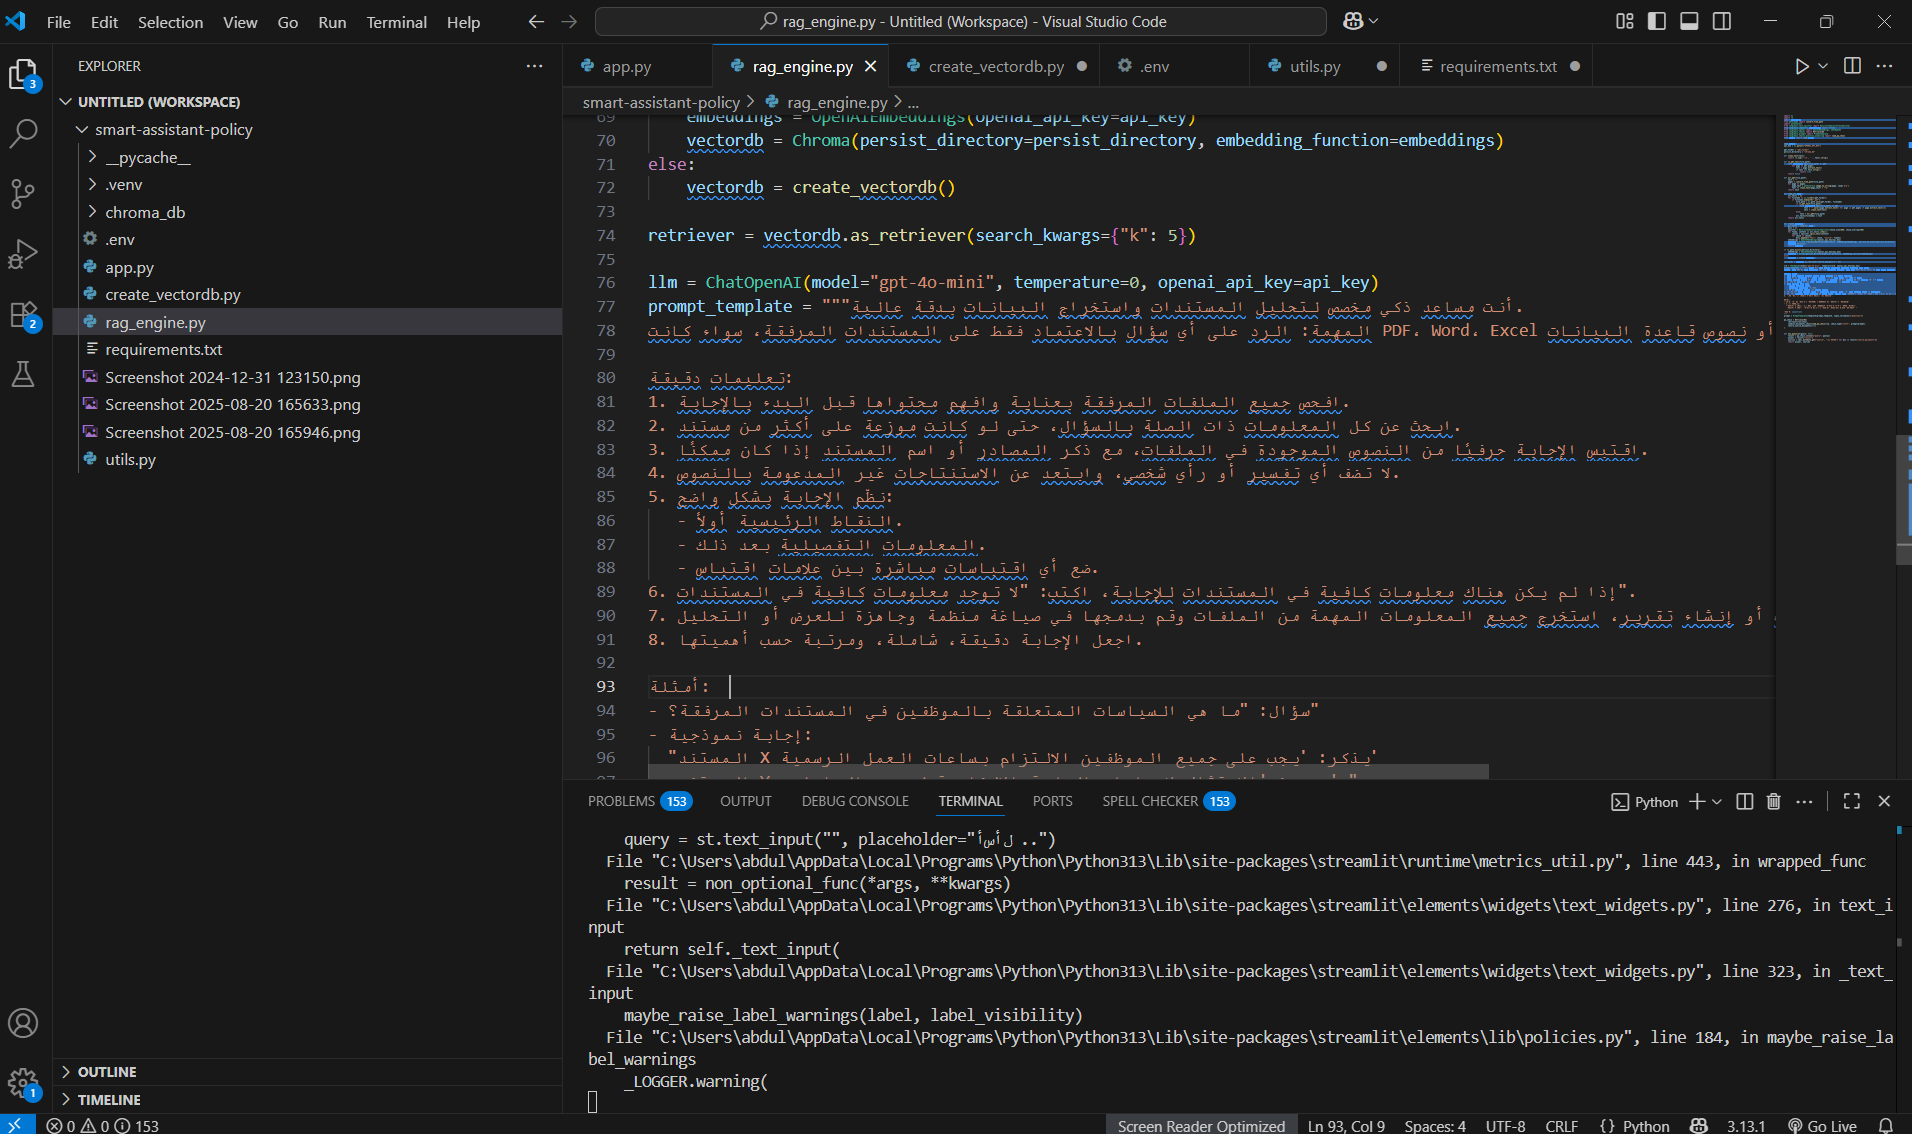 File Edit Selection View Go Run Terminal Help
rag_engine.py - Untitled (Workspace) - Visual Studio Code
EXPLORER
UNTITLED (WORKSPACE)
smart-assistant-policy
__pycache__
.venv
chroma_db
.env
app.py
create_vectordb.py
rag_engine.py
requirements.txt
Screenshot 2024-12-31 123150.png
Screenshot 2025-08-20 165633.png
Screenshot 2025-08-20 165946.png
utils.py
OUTLINE
TIMELINE
3
2
1
app.py rag_engine.py create_vectordb.py .env utils.py requirements.txt
smart-assistant-policy > rag_engine.py > ...
69 embeddings = OpenAIEmbeddings(openai_api_key=api_key)
70 vectordb = Chroma(persist_directory=persist_directory, embedding_function=embeddings)
71 else:
72 vectordb = create_vectordb()
73
74 retriever = vectordb.as_retriever(search_kwargs={"k": 5})
75
76 llm = ChatOpenAI(model="gpt-4o-mini", temperature=0, openai_api_key=api_key)
77 prompt_template = """أنت مساعد ذكي مخصص لتحليل المستندات واستخراج البيانات بدقة عالية.
78 المهمة: الرد على أي سؤال بالاعتماد فقط على المستندات المرفقة، سواء كانت PDF، Word، Excel أو نصوص قاعدة البيانات
79
80 تعليمات دقيقة:
81 1. افحص جميع الملفات المرفقة بعناية وافهم محتواها قبل البدء بالإجابة.
82 2. ابحث عن كل المعلومات ذات الصلة بالسؤال، حتى لو كانت موزعة على أكثر من مستند.
83 3. اقتبس الإجابة حرفيًا من النصوص الموجودة في الملفات، مع ذكر المصادر أو اسم المستند إذا كان ممكنًا.
84 4. لا تضف أي تفسير أو رأي شخصي، وابتعد عن الاستنتاجات غير المدعومة بالنصوص.
85 5. نظّم الإجابة بشكل واضح:
86 - النقاط الرئيسية أولاً.
87 - المعلومات التفصيلية بعد ذلك.
88 - ضع أي اقتباسات مباشرة بين علامات اقتباس.
89 6. إذا لم يكن هناك معلومات كافية في المستندات للإجابة، اكتب: "لا توجد معلومات كافية في المستندات".
90 7. أو إنشاء تقرير، استخرج جميع المعلومات المهمة من الملفات وقم بدمجها في صياغة منظمة وجاهزة للعرض أو التحليل
91 8. اجعل الإجابة دقيقة، شاملة، ومرتبة حسب أهميتها.
92
93 أمثلة:
94 - سؤال: "ما هي السياسات المتعلقة بالموظفين في المستندات المرفقة؟"
95 - إجابة نموذجية:
96 "المستند X يذكر: 'يجب على جميع الموظفين الالتزام بساعات العمل الرسمية'
PROBLEMS 153 OUTPUT DEBUG CONSOLE TERMINAL PORTS SPELL CHECKER 153
Python
query = st.text_input("", placeholder="أسأل ..")
File "C:\Users\abdul\AppData\Local\Programs\Python\Python313\Lib\site-packages\streamlit\runtime\metrics_util.py", line 443, in wrapped_func
result = non_optional_func(*args, **kwargs)
File "C:\Users\abdul\AppData\Local\Programs\Python\Python313\Lib\site-packages\streamlit\elements\widgets\text_widgets.py", line 276, in text_i
nput
return self._text_input(
File "C:\Users\abdul\AppData\Local\Programs\Python\Python313\Lib\site-packages\streamlit\elements\widgets\text_widgets.py", line 323, in _text_
input
maybe_raise_label_warnings(label, label_visibility)
File "C:\Users\abdul\AppData\Local\Programs\Python\Python313\Lib\site-packages\streamlit\elements\lib\policies.py", line 184, in maybe_raise_la
bel_warnings
_LOGGER.warning(
0 0 153
Screen Reader Optimized Ln 93, Col 9 Spaces: 4 UTF-8 CRLF {} Python 3.13.1 Go Live